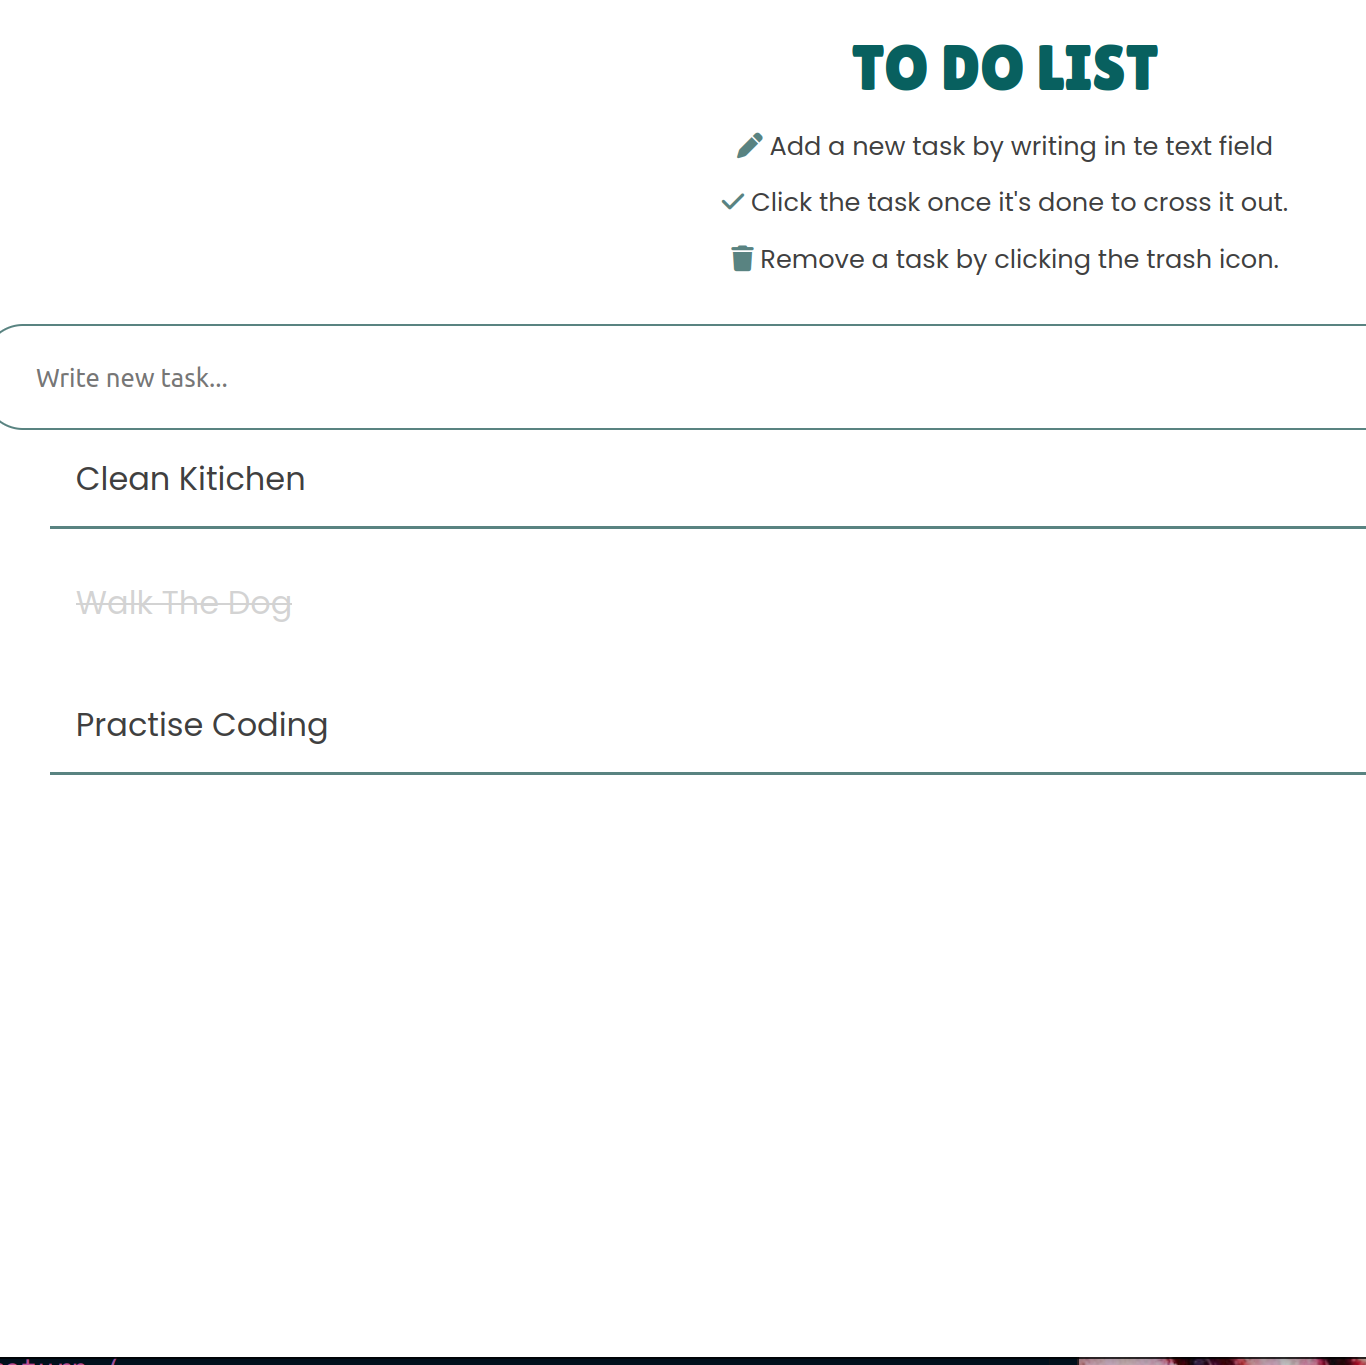 TO DO LIST
Add a new task by writing in te text field
Click the task once it's done to cross it out.
Remove a task by clicking the trash icon.
Write new task...
Clean Kitichen
Walk The Dog
Practise Coding